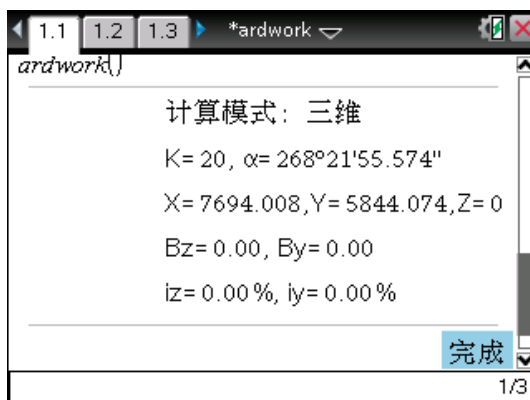 1.1 1.2 1.3 *ardwork
ardwork()
计算模式: 三维
K= 20, α= 268°21'55.574"
X= 7694.008,Y= 5844.074,Z= 0
Bz= 0.00, By= 0.00
iz= 0.00%, iy= 0.00%
完成
1/3